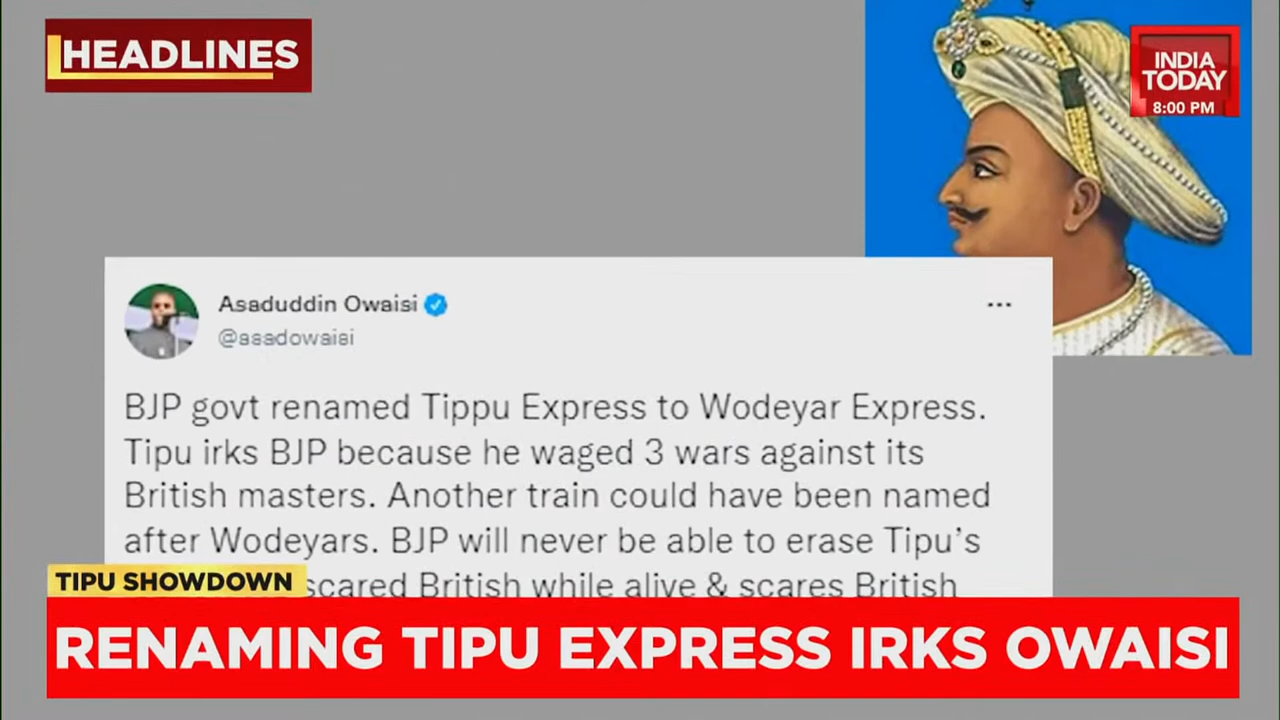 HEADLINES
INDIA
TODAY
8:00 PM
Asaduddin Owaisi
@asadowaisi
BJP govt renamed Tippu Express to Wodeyar Express.
Tipu irks BJP because he waged 3 wars against its
British masters. Another train could have been named
after Wodeyars. BJP will never be able to erase Tipu’s
scared British while alive & scares British
TIPU SHOWDOWN
RENAMING TIPU EXPRESS IRKS OWAISI